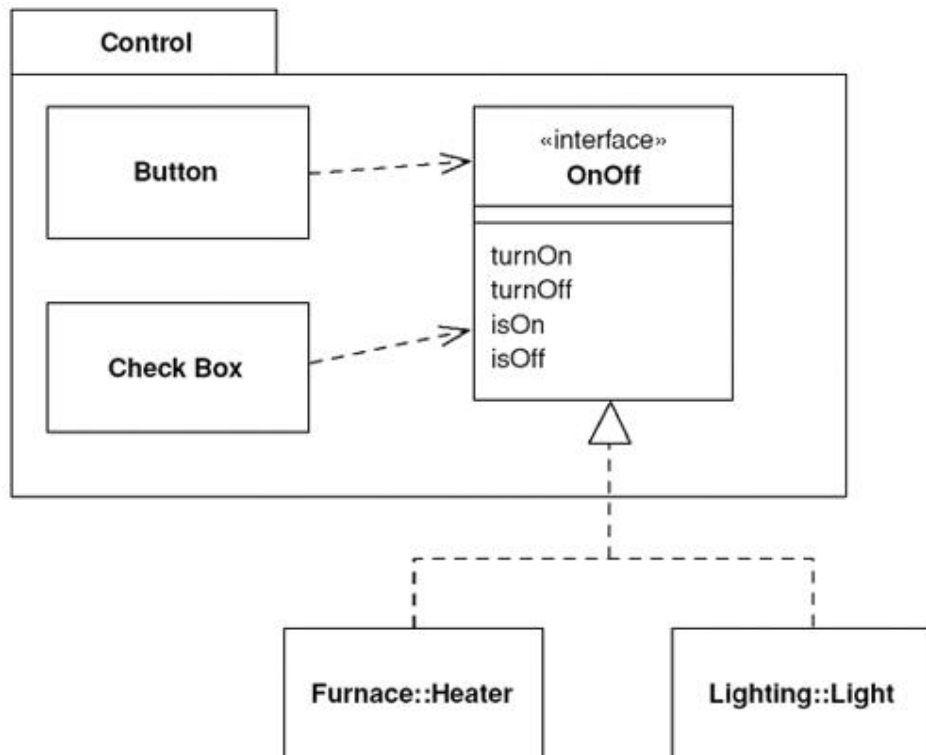 Control
Button
«interface»
OnOff
turnOn
turnOff
isOn
isOff
Check Box
Furnace::Heater
Lighting::Light